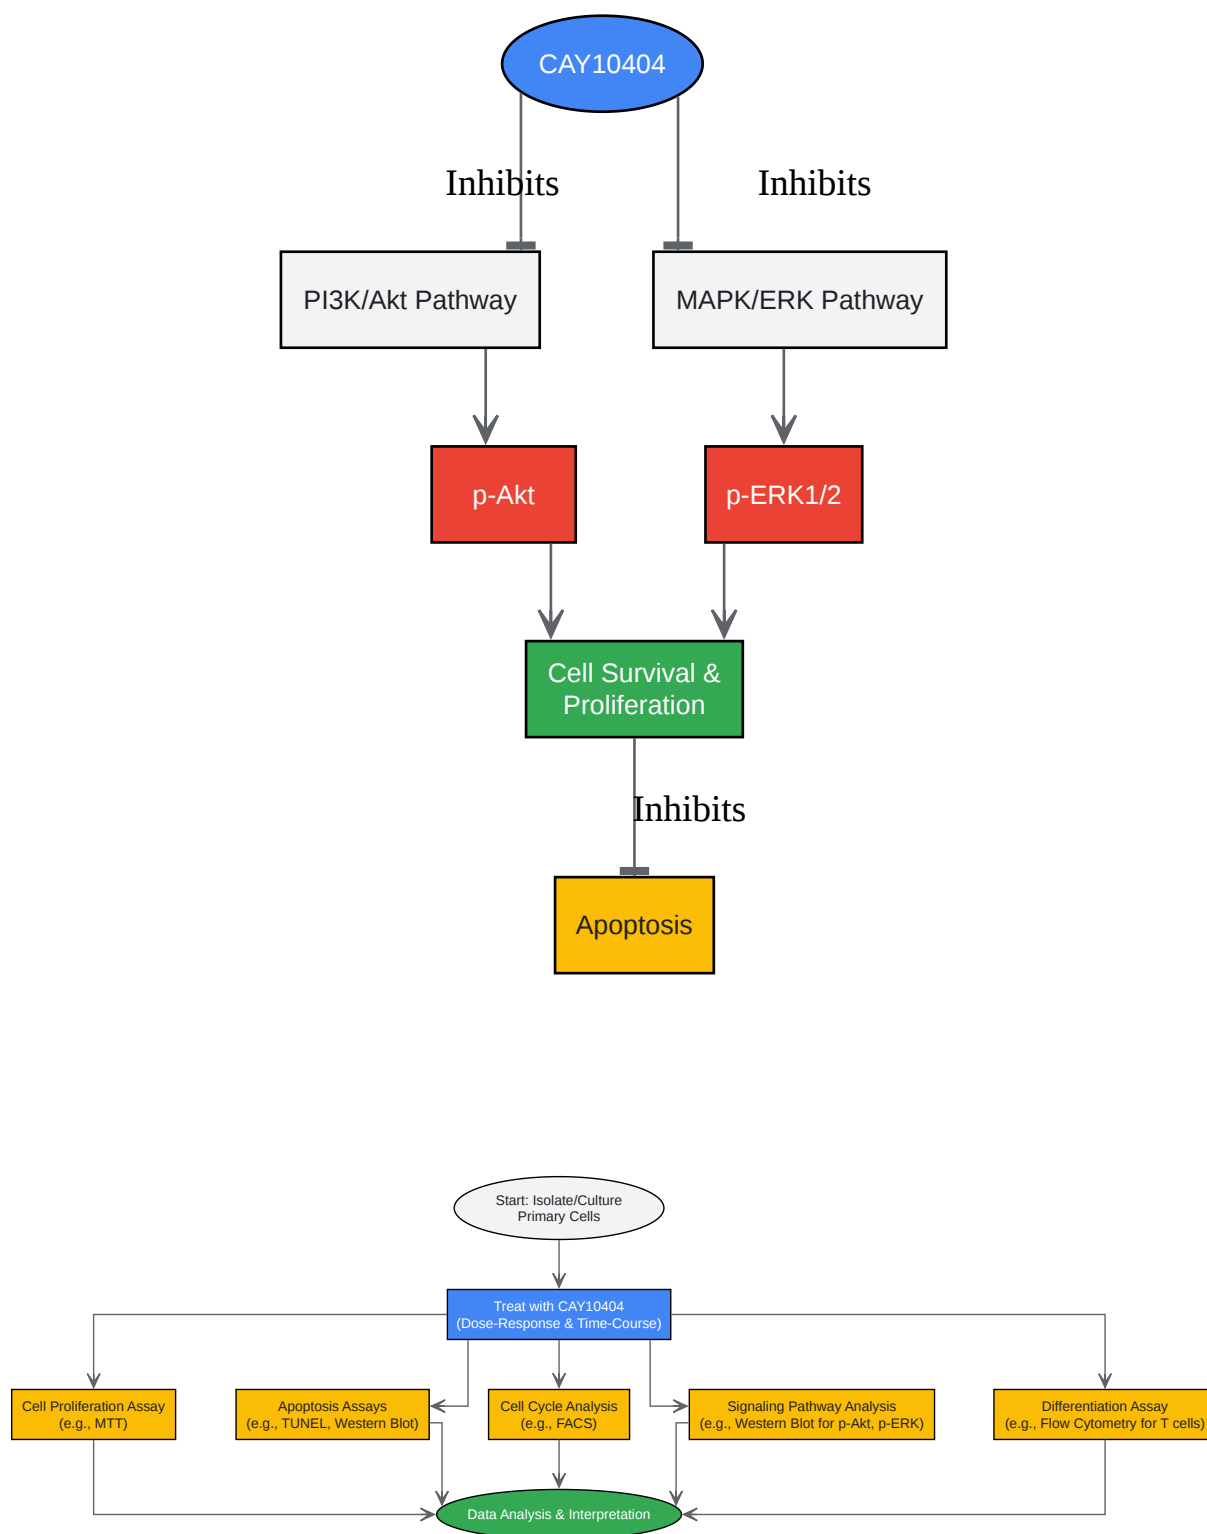 CAY10404
Inhibits
Inhibits
PI3K/Akt Pathway
MAPK/ERK Pathway
p-Akt
p-ERK1/2
Cell Survival &
Proliferation
Inhibits
Apoptosis
Start: Isolate/Culture
Primary Cells
Treat with CAY10404
(Dose-Response & Time-Course)
Cell Proliferation Assay
(e.g., MTT)
Apoptosis Assays
(e.g., TUNEL, Western Blot)
Cell Cycle Analysis
(e.g., FACS)
Signaling Pathway Analysis
(e.g., Western Blot for p-Akt, p-ERK)
Differentiation Assay
(e.g., Flow Cytometry for T cells)
Data Analysis & Interpretation